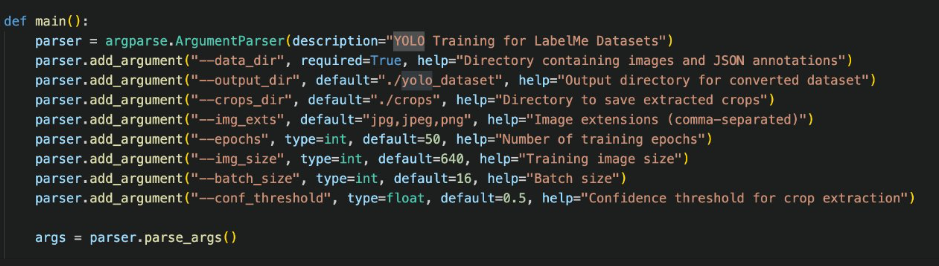 def main():
    parser = argparse.ArgumentParser(description="YOLO Training for LabelMe Datasets")
    parser.add_argument("--data_dir", required=True, help="Directory containing images and JSON annotations")
    parser.add_argument("--output_dir", default="./yolo_dataset", help="Output directory for converted dataset")
    parser.add_argument("--crops_dir", default="./crops", help="Directory to save extracted crops")
    parser.add_argument("--img_exts", default="jpg,jpeg,png", help="Image extensions (comma-separated)")
    parser.add_argument("--epochs", type=int, default=50, help="Number of training epochs")
    parser.add_argument("--img_size", type=int, default=640, help="Training image size")
    parser.add_argument("--batch_size", type=int, default=16, help="Batch size")
    parser.add_argument("--conf_threshold", type=float, default=0.5, help="Confidence threshold for crop extraction")
    args = parser.parse_args()